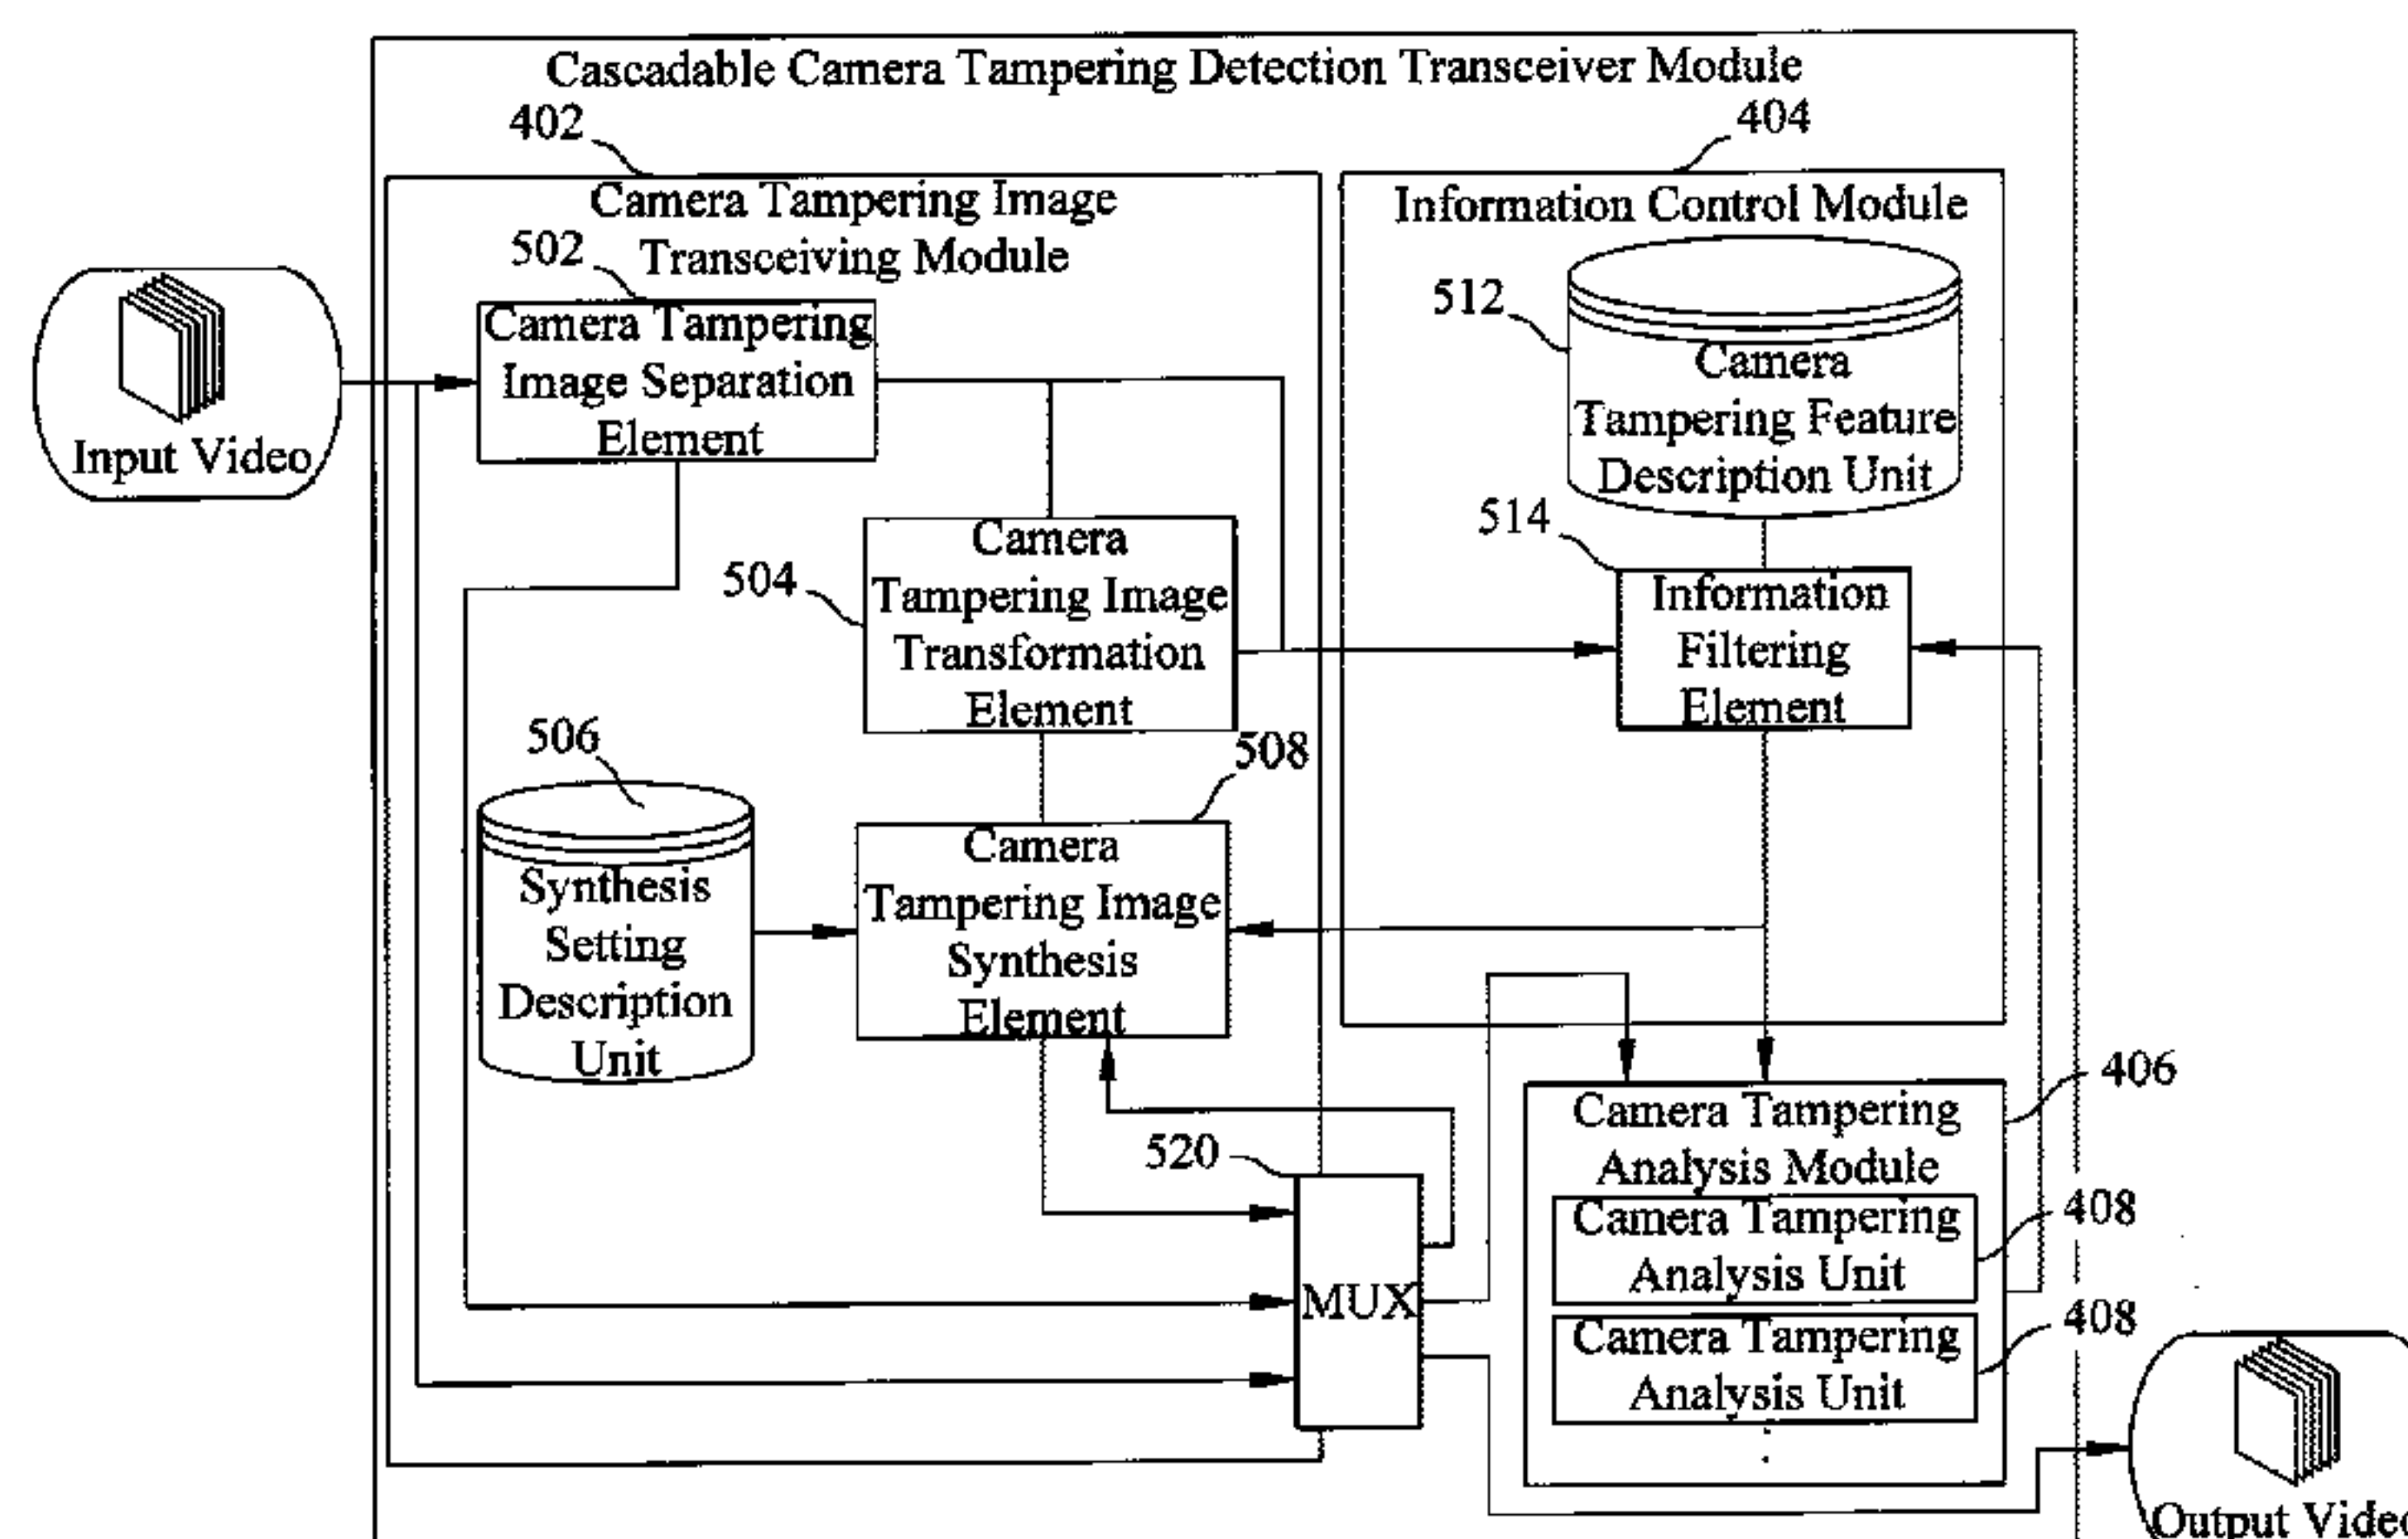 Cascadable Camera Tampering Detection Transceiver Module
402
404
Camera Tampering Image
Transceiving Module
Information Control Module
502
Camera Tampering
Image Separation
Element
Input Video
512
Camera
Tampering Feature
Description Unit
514
Information
Filtering
Element
504
Camera
Tampering Image
Transformation
Element
506
Synthesis
Setting
Description
Unit
508
Camera
Tampering Image
Synthesis
Element
520
MUX
406
Camera Tampering
Analysis Module
408
Camera Tampering
Analysis Unit
408
Camera Tampering
Analysis Unit
Output Video